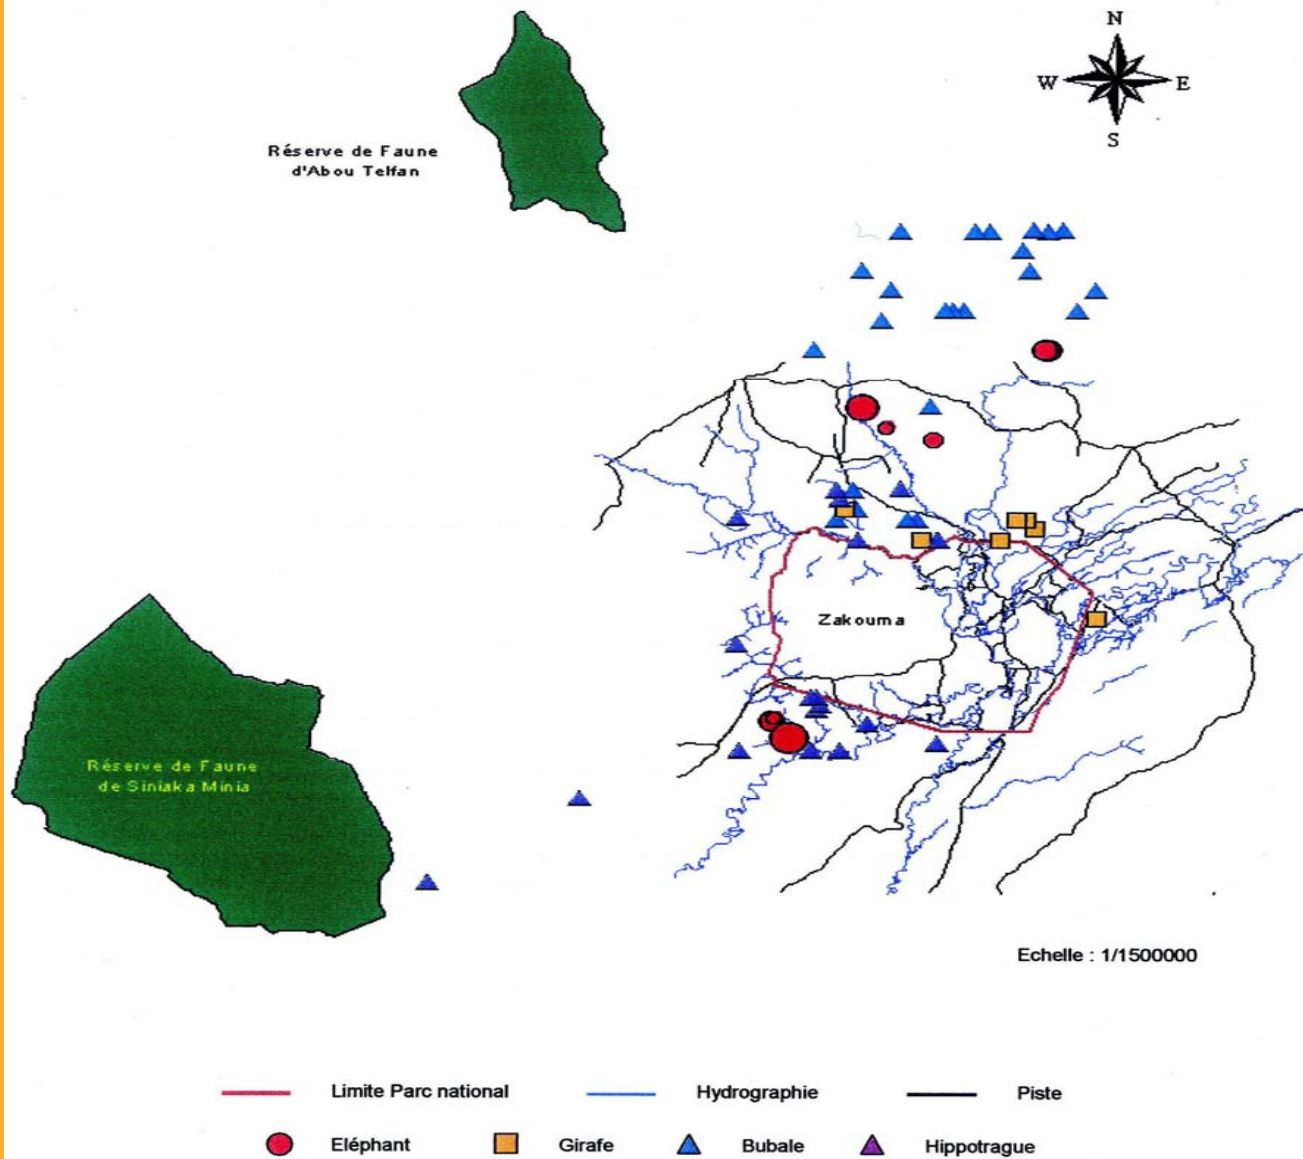 N
W E
S
Réserve de Faune
d'Abou Telfan
Zakouma
Réserve de Faune
de Siniaka Minia
Echelle : 1/1500000
Limite Parc national Hydrographie Piste
Eléphant Girafe Bubale Hippotrague